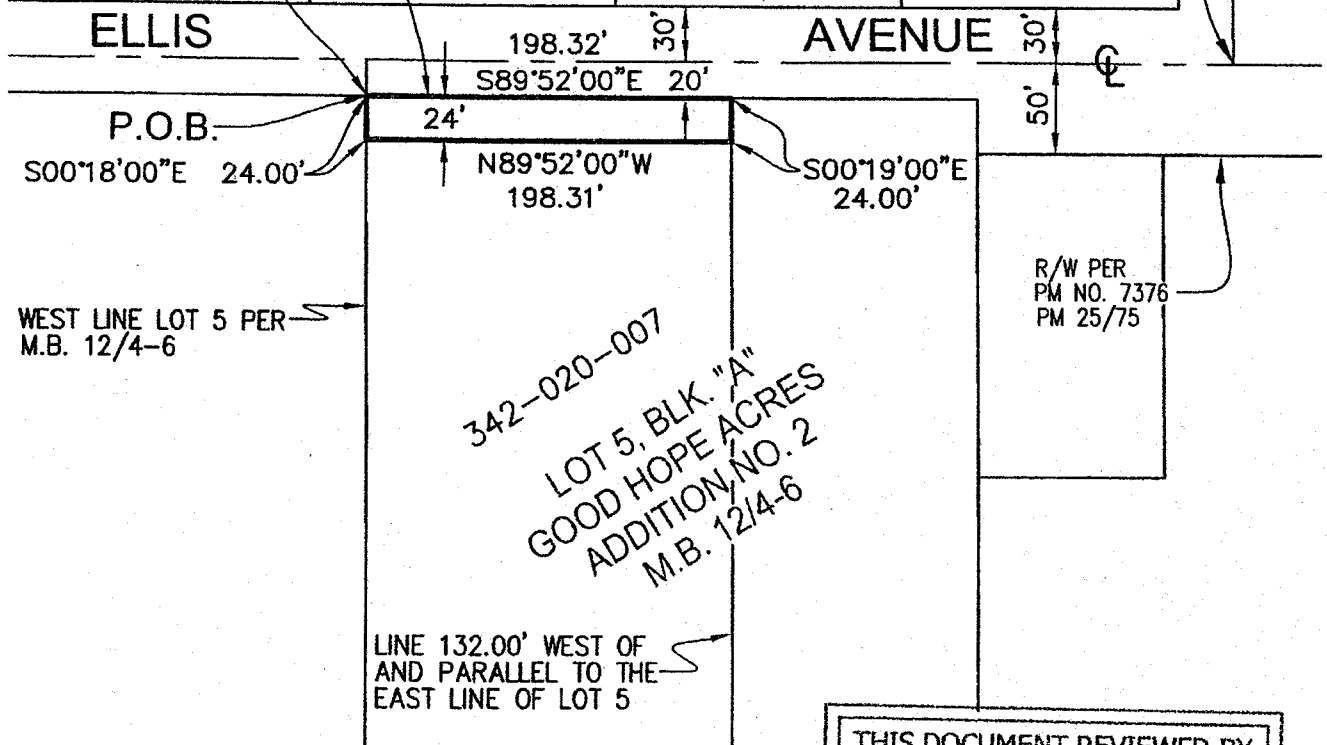 ELLIS AVENUE
30'
30'
198.32'
S89°52'00"E 20'
℄
50'
P.O.B.
24'
S00°18'00"E 24.00'
N89°52'00"W
198.31'
S00°19'00"E
24.00'
R/W PER
PM NO. 7376
PM 25/75
WEST LINE LOT 5 PER
M.B. 12/4-6
342-020-007
LOT 5, BLK. "A"
GOOD HOPE ACRES
ADDITION NO. 2
M.B. 12/4-6
LINE 132.00' WEST OF
AND PARALLEL TO THE
EAST LINE OF LOT 5
THIS DOCUMENT REVIEWED BY